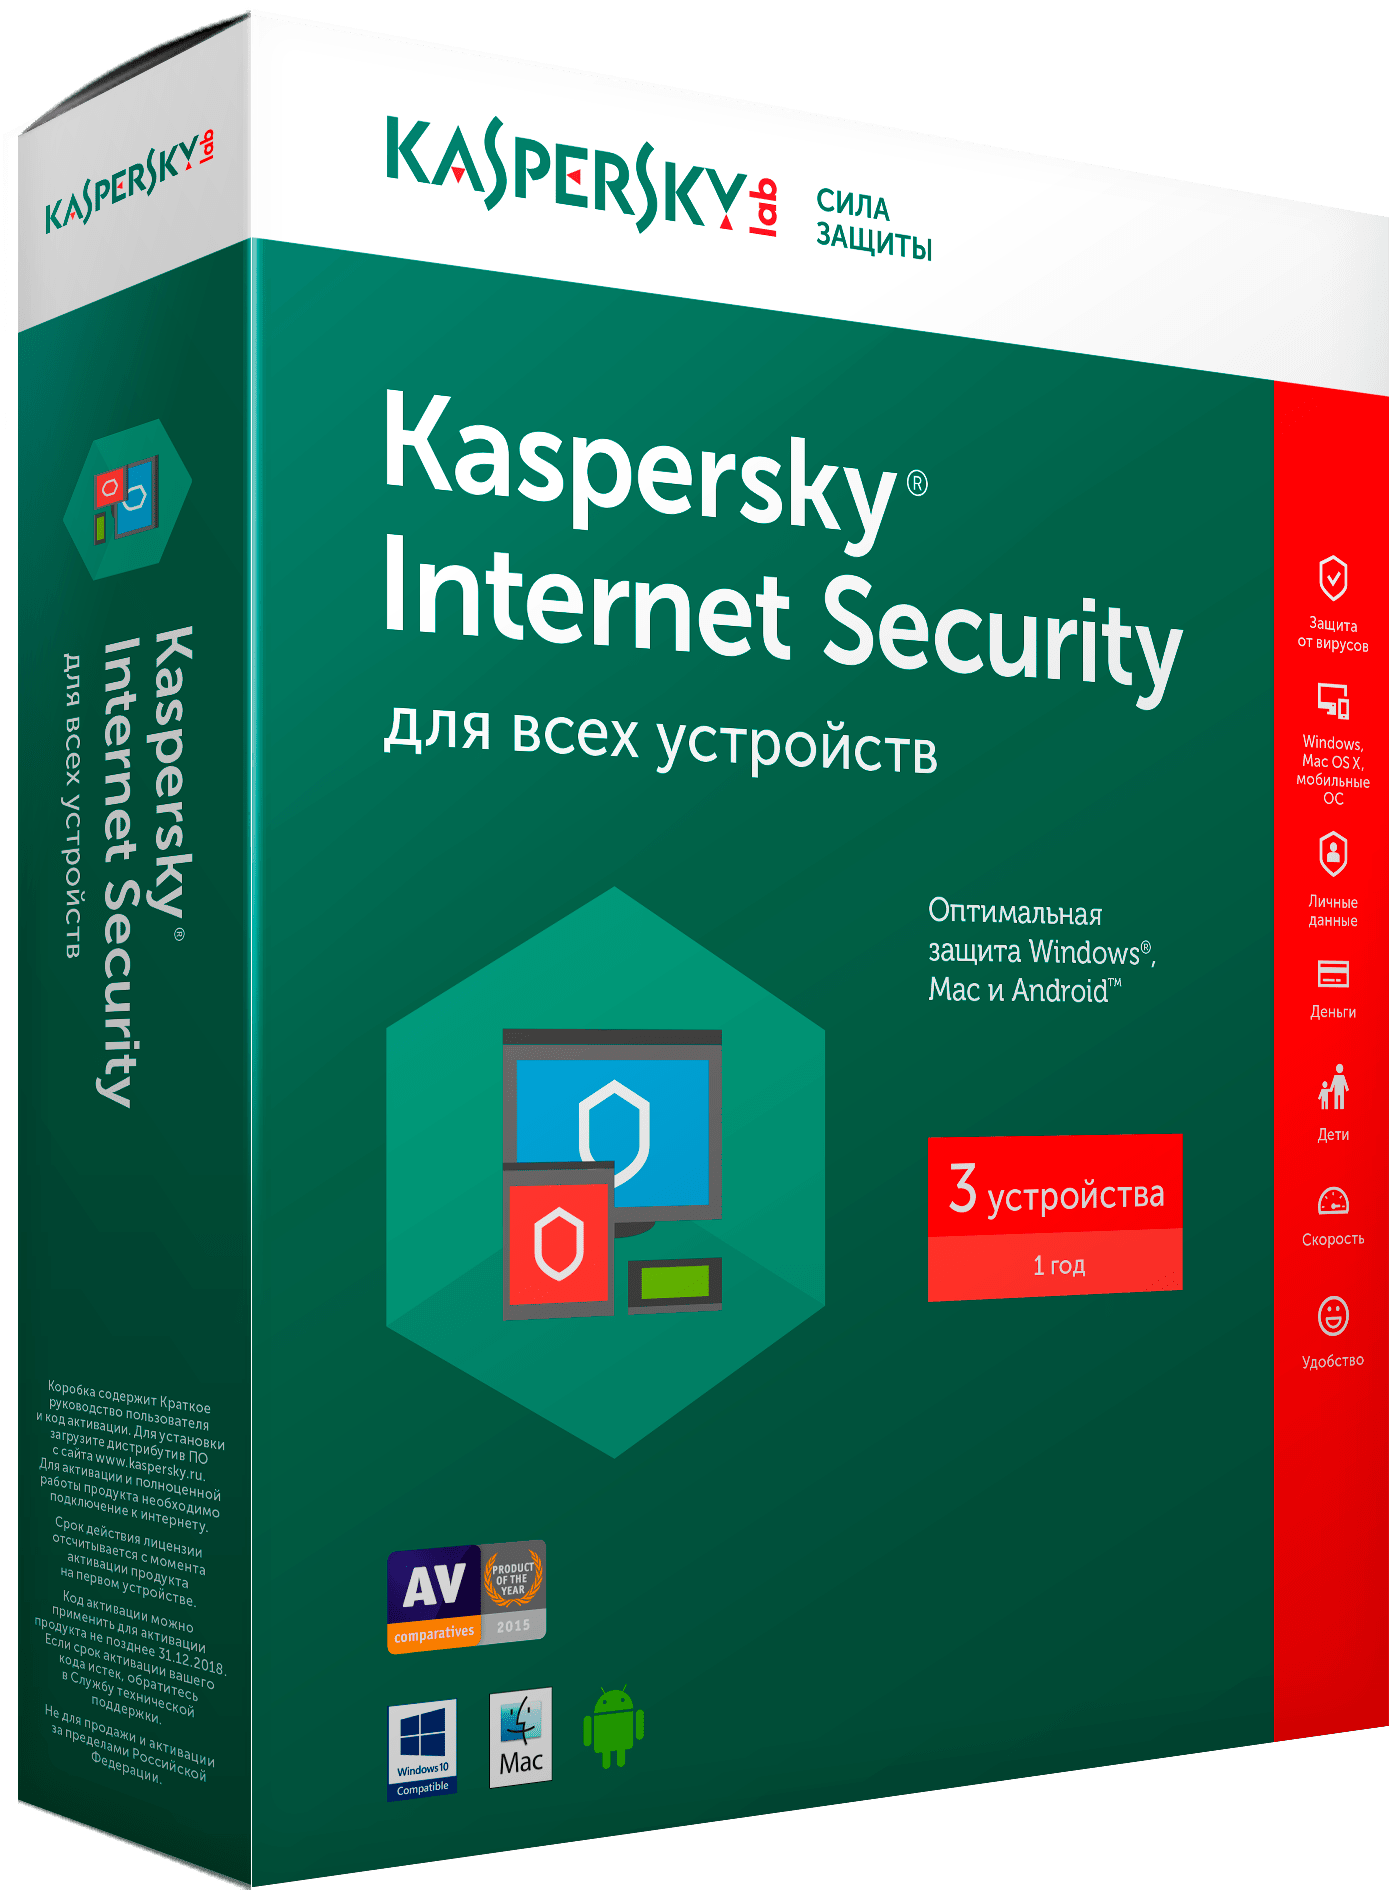 KASPERSKY lab
Kaspersky®
Internet Security
для всех устройств
Коробка содержит Краткое
руководство пользователя
и код активации. Для установки
загрузите дистрибутив ПО
с сайта www.kaspersky.ru.
Для активации и полноценной
работы продукта необходимо
подключение к интернету.
Срок действия лицензии
отсчитывается с момента
активации продукта
на первом устройстве.
Код активации можно
применить для активации
продукта не позднее 31.12.2018.
Если срок активации вашего
кода истек, обратитесь
в Службу технической
поддержки.
Не для продажи и активации
за пределами Российской
Федерации.
KASPERSKY lab
СИЛА
ЗАЩИТЫ
Kaspersky®
Internet Security
для всех устройств
Оптимальная
защита Windows®,
Mac и Android™
3 устройства
1 год
AV
comparatives
PRODUCT
OF THE
YEAR
2015
Windows 10
Compatible
Mac
Защита
от вирусов
Windows,
Mac OS X,
мобильные
ОС
Личные
данные
Деньги
Дети
Скорость
Удобство